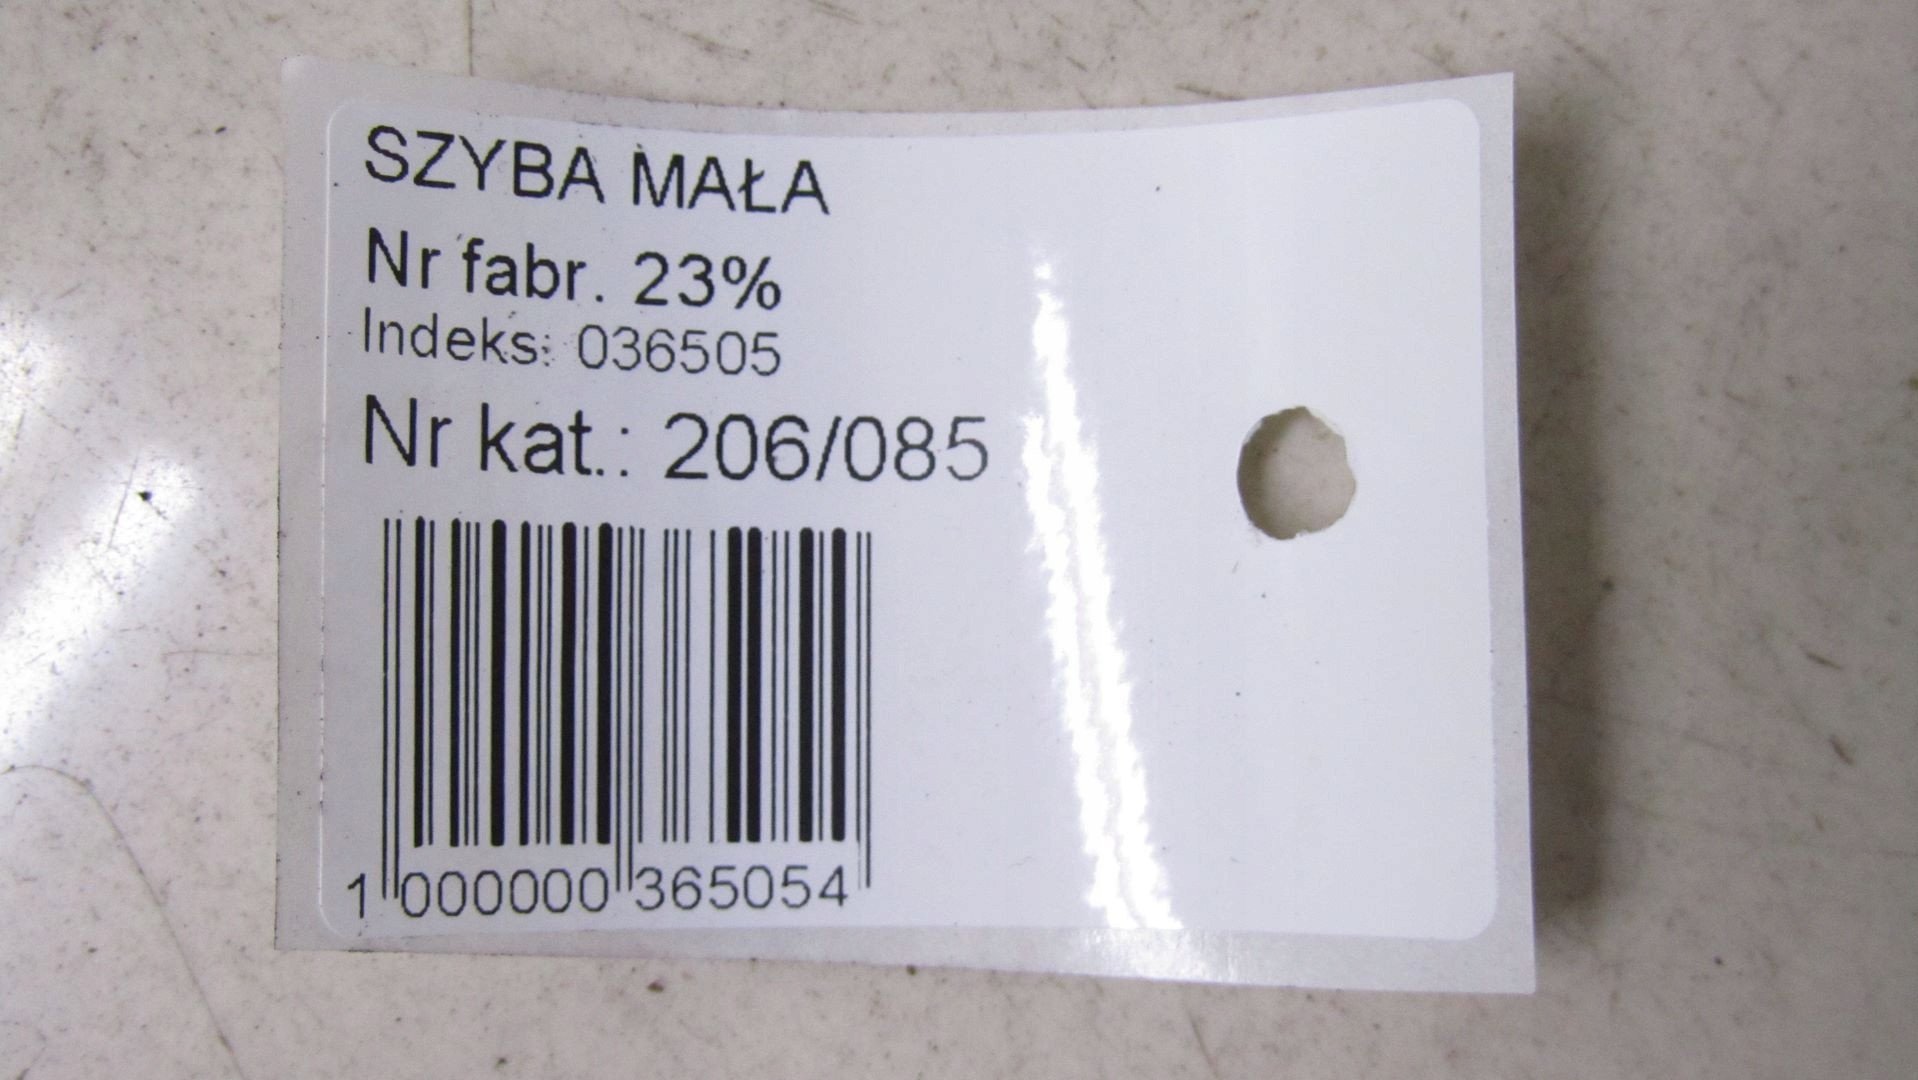 SZYBA MAŁA
Nr fabr. 23%
Indeks: 036505
Nr kat.: 206/085
1 000000 365054